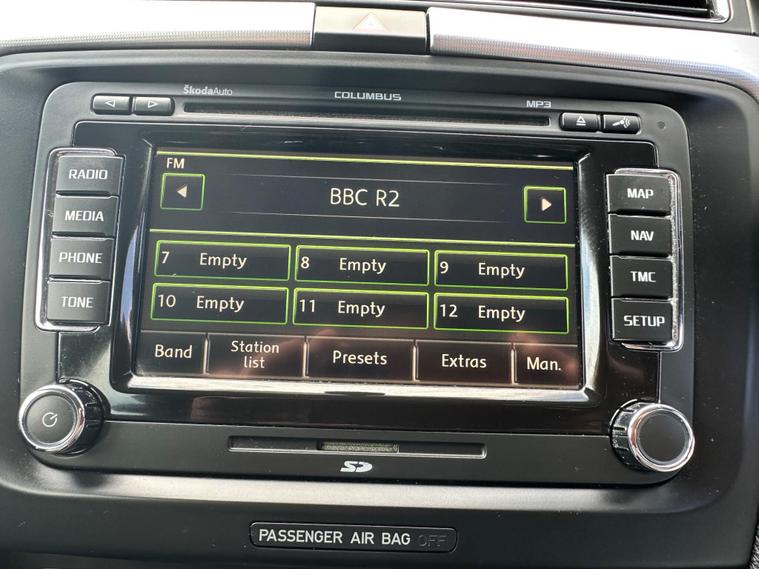 ŠkodaAuto COLUMBUS MP3
RADIO
MEDIA
PHONE
TONE
FM
BBC R2
7 Empty 8 Empty 9 Empty
10 Empty 11 Empty 12 Empty
Band Station list Presets Extras Man.
MAP
NAV
TMC
SETUP
SD
PASSENGER AIR BAG OFF